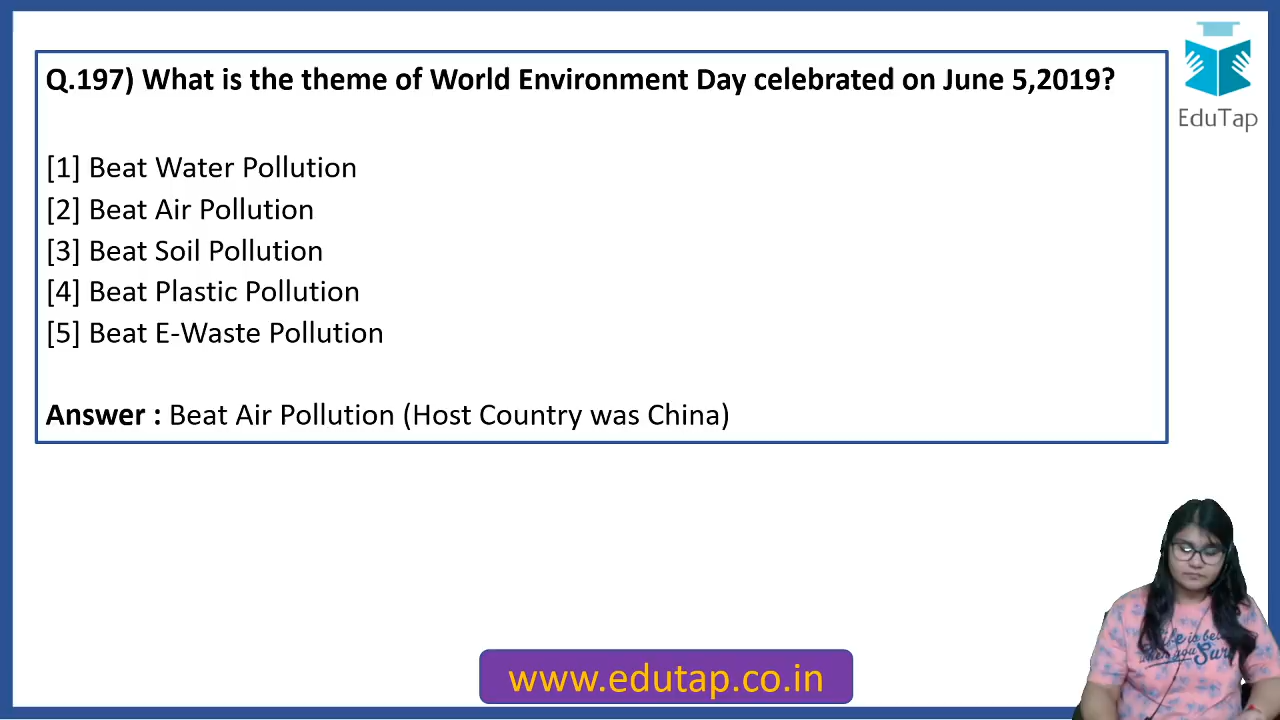 Q.197) What is the theme of World Environment Day celebrated on June 5,2019?
[1] Beat Water Pollution
[2] Beat Air Pollution
[3] Beat Soil Pollution
[4] Beat Plastic Pollution
[5] Beat E-Waste Pollution
Answer : Beat Air Pollution (Host Country was China)
EduTap
www.edutap.co.in